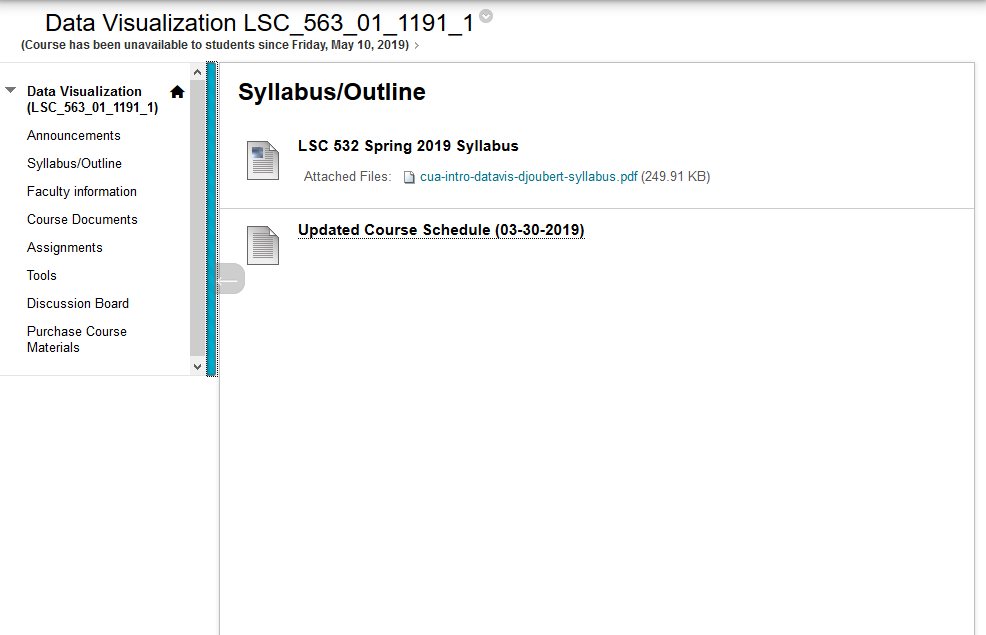 Data Visualization LSC_563_01_1191_1
(Course has been unavailable to students since Friday, May 10, 2019)
Data Visualization
(LSC_563_01_1191_1)
Announcements
Syllabus/Outline
Faculty information
Course Documents
Assignments
Tools
Discussion Board
Purchase Course
Materials
Syllabus/Outline
LSC 532 Spring 2019 Syllabus
Attached Files: cua-intro-datavis-djoubert-syllabus.pdf (249.91 KB)
Updated Course Schedule (03-30-2019)